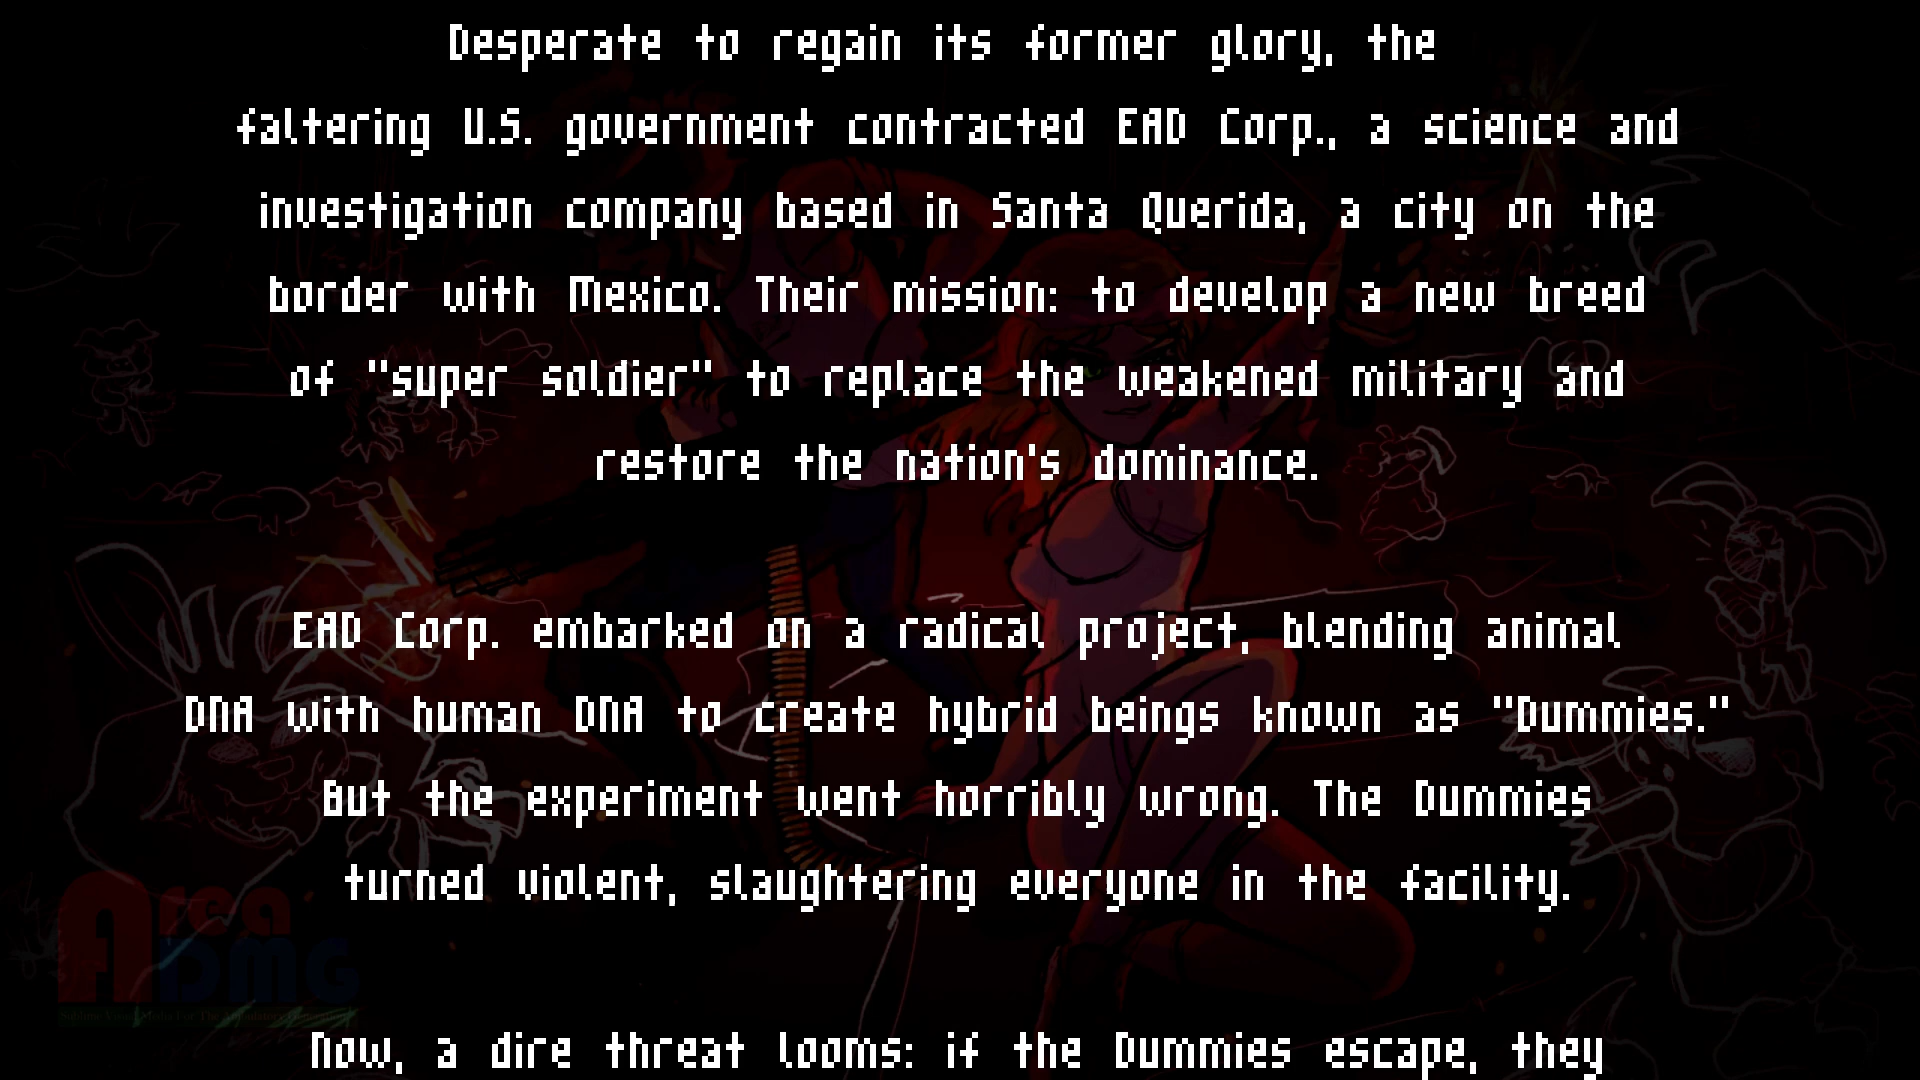 Desperate to regain its former glory, the
faltering U.S. government contracted EAD Corp., a science and
investigation company based in Santa Querida, a city on the
border with Mexico. Their mission: to develop a new breed
of "super soldier" to replace the weakened military and
restore the nation's dominance.
EAD Corp. embarked on a radical project, blending animal
DNA with human DNA to create hybrid beings known as "Dummies."
But the experiment went horribly wrong. The Dummies
turned violent, slaughtering everyone in the facility.
Area
DMG
Now, a dire threat looms: if the Dummies escape, they